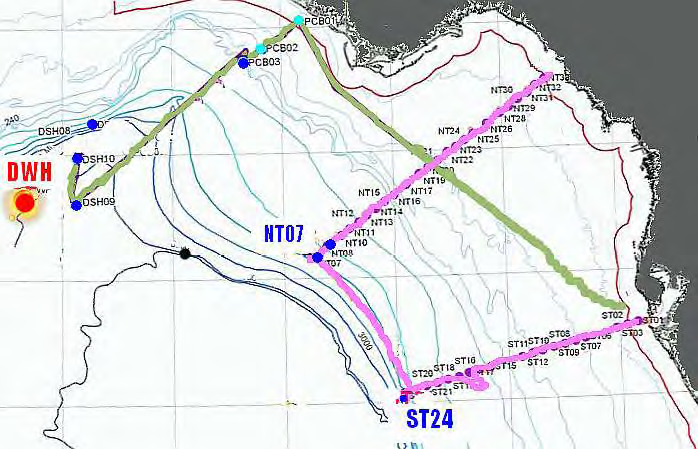 PCB01
PCB02
PCB03
NT33
NT30
NT32
NT31
NT29
NT28
240
NT26
DSH08
NT24
NT25
NT23
NT22
DSH10
DWH
NT19
NT17
NT15
NT16
DSH09
NT14
NT12
NT13
NT11
NT07
NT10
NT08
ST02
ST01
ST03
3000
ST08
ST11
ST07
ST09
ST16
ST12
ST18
ST15
ST20
ST21
ST24